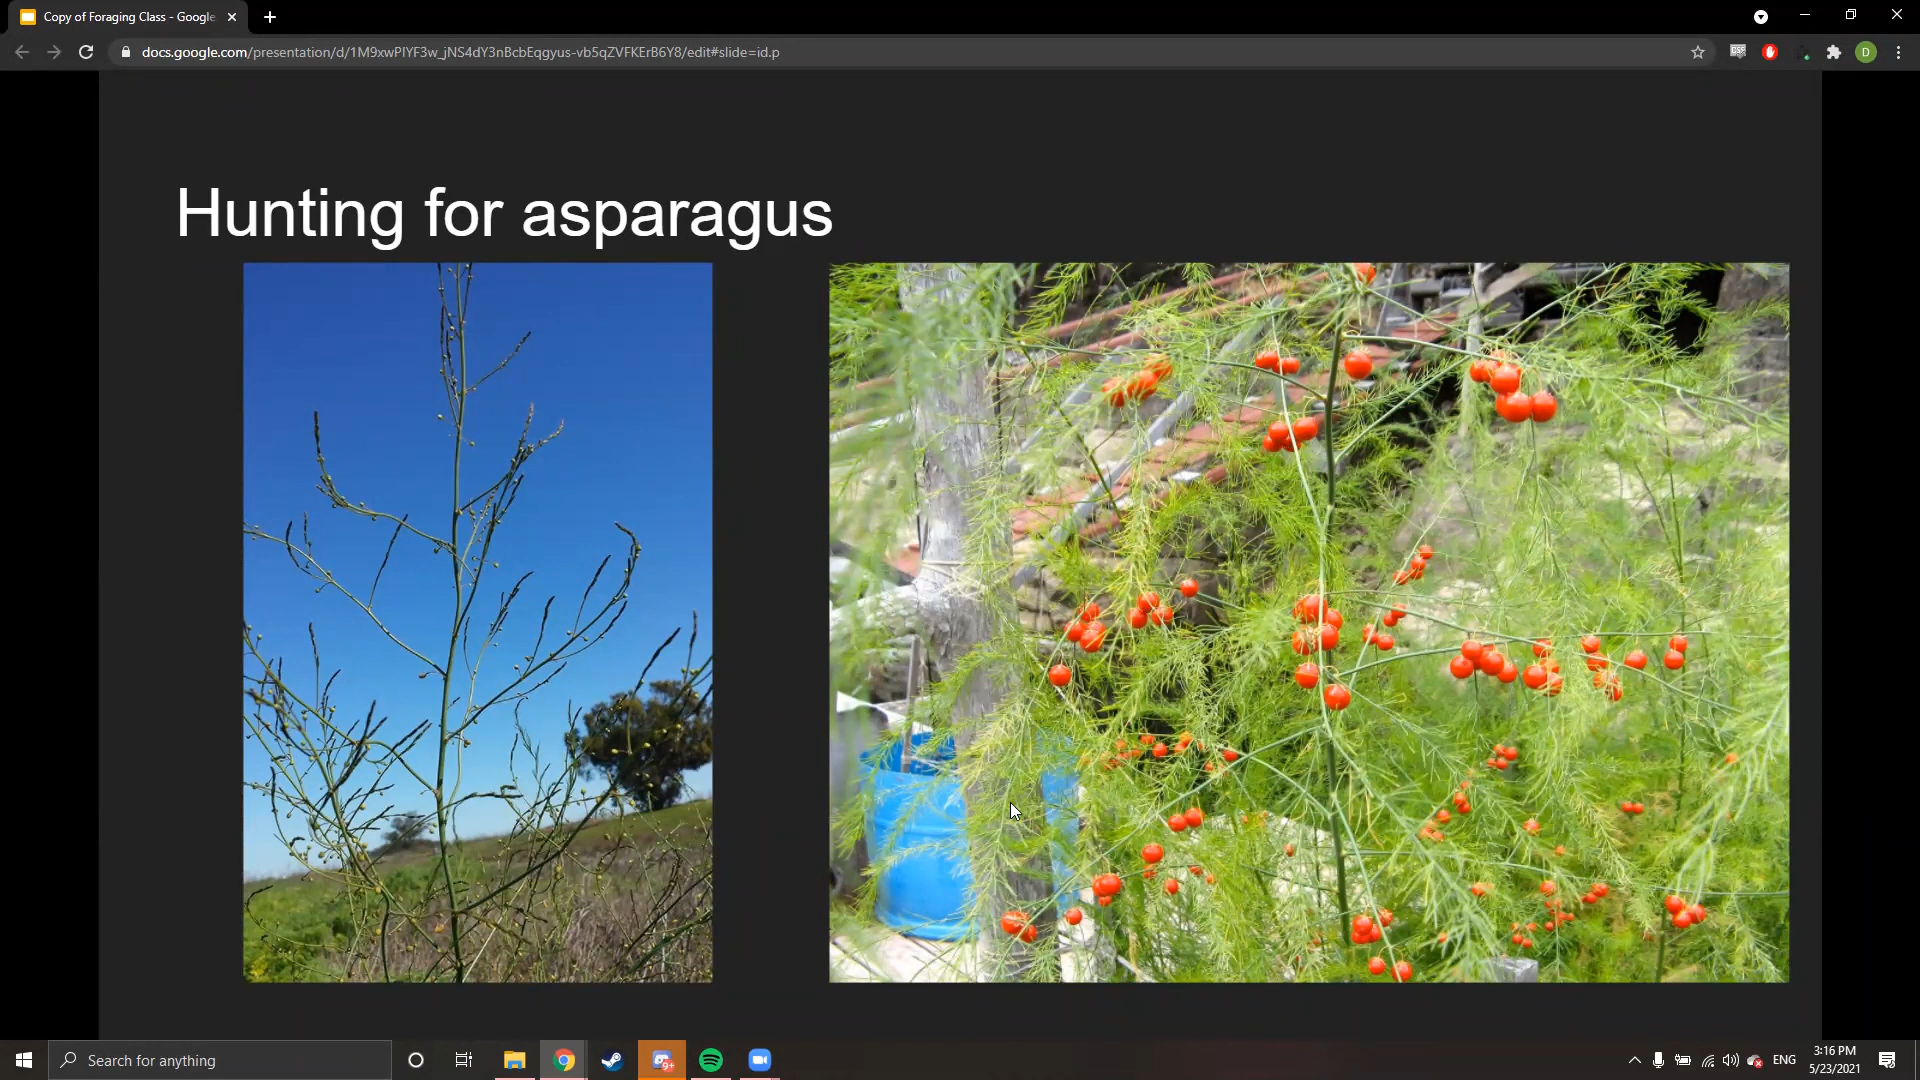 Copy of Foraging Class - Google
docs.google.com/presentation/d/1M9xwPIYF3w_jNS4dY3nBcbEqgyus-vb5qZVFKErB6Y8/edit#slide=id.p
D
Hunting for asparagus
Search for anything
9+
ENG
3:16 PM
5/23/2021